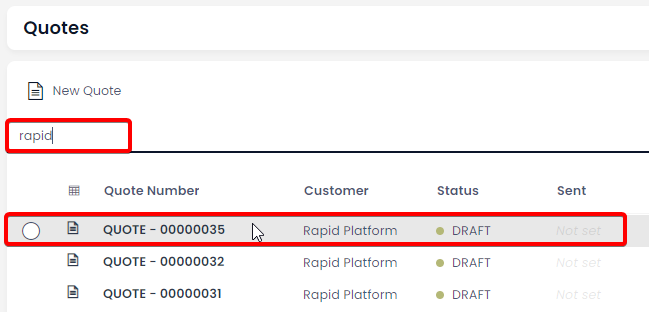 Quotes
New Quote
rapid
Quote Number Customer Status Sent
QUOTE - 00000035 Rapid Platform DRAFT Not set
QUOTE - 00000032 Rapid Platform DRAFT Not set
QUOTE - 00000031 Rapid Platform DRAFT Not set